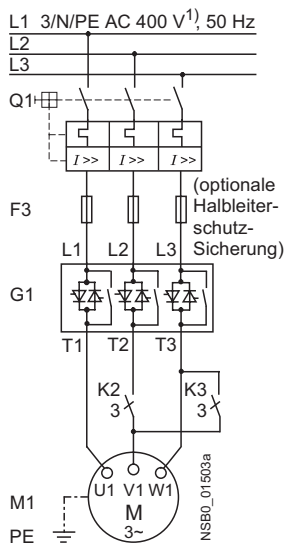 L1 3/N/PE AC 400 V1), 50 Hz
L2
L3
Q1
I >> I >> I >>
F3
(optionale
Halbleiter-
schutz-
Sicherung)
L1 L2 L3
G1
T1 T2 T3
K2
3
K3
3
U1 V1 W1
M
3~
M1
PE
NSB0_01503a